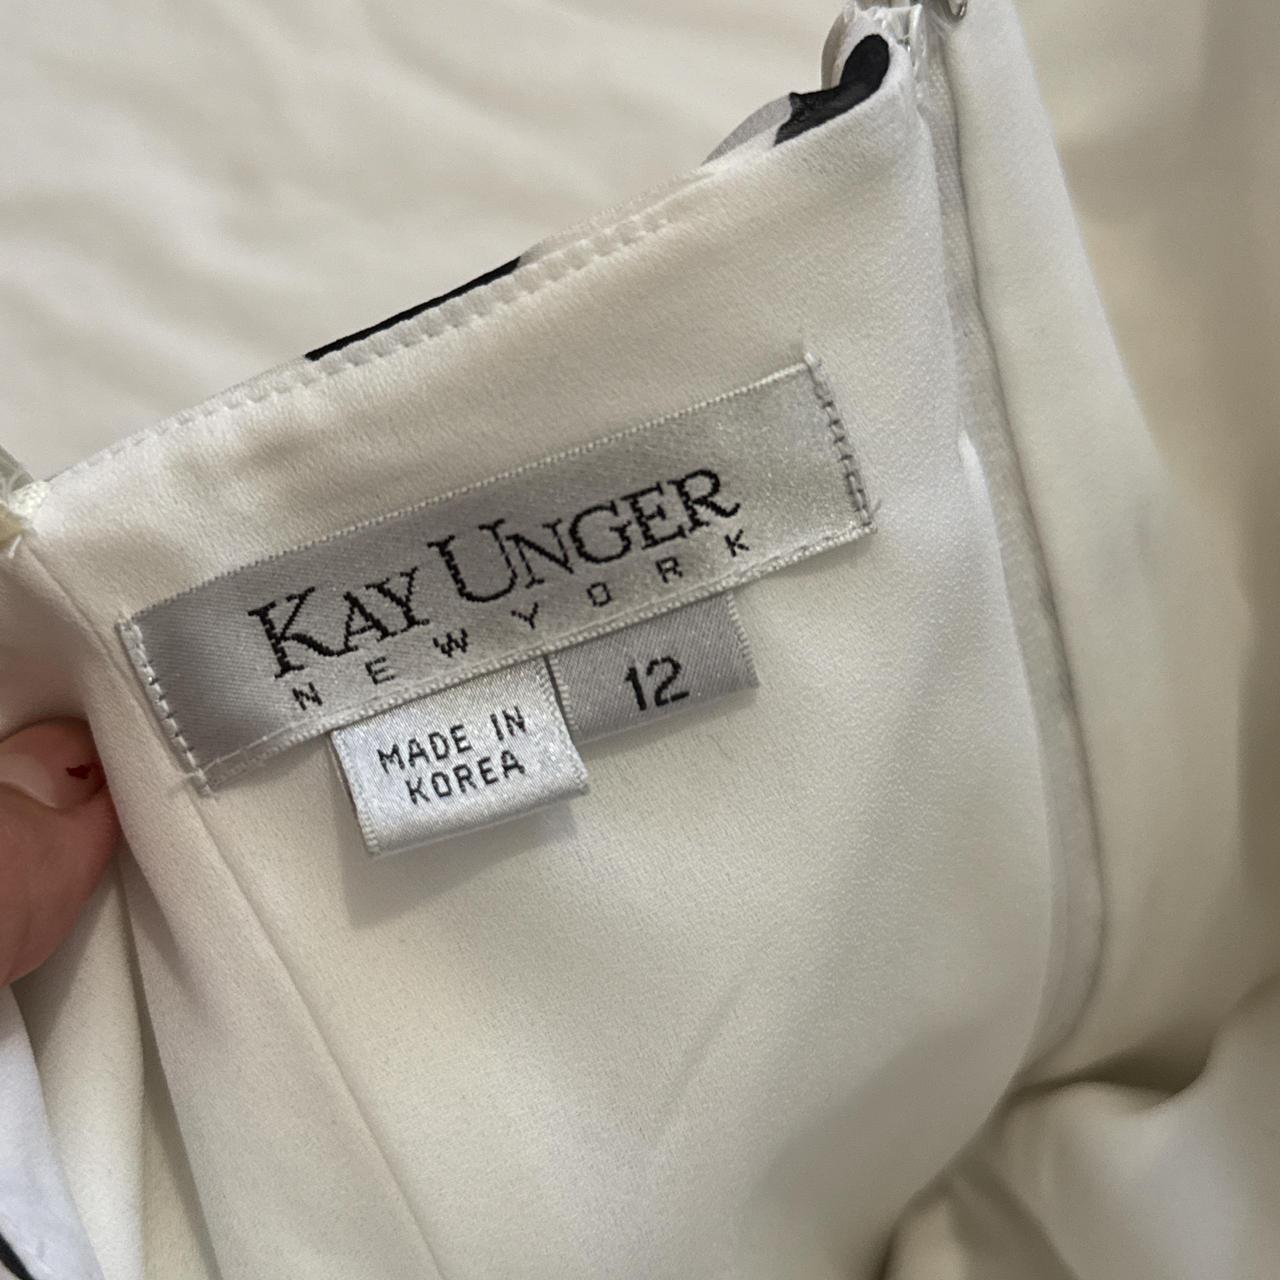 KAY UNGER
NEW YORK
12
MADE IN
KOREA